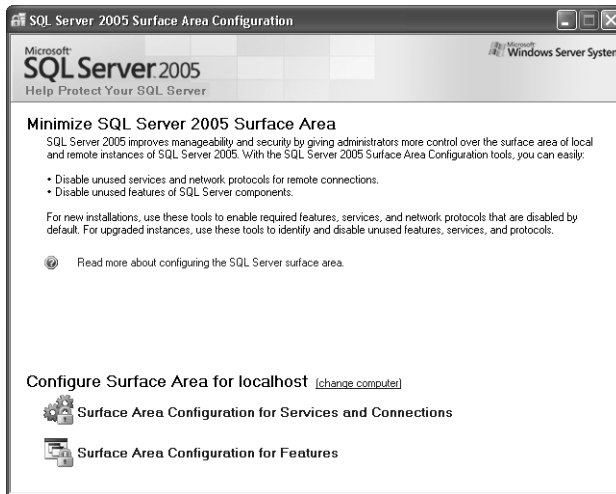 SQL Server 2005 Surface Area Configuration
Microsoft
SQL Server 2005
Help Protect Your SQL Server
Microsoft
Windows Server System
Minimize SQL Server 2005 Surface Area
SQL Server 2005 improves manageability and security by giving administrators more control over the surface area of local
and remote instances of SQL Server 2005. With the SQL Server 2005 Surface Area Configuration tools, you can easily:
• Disable unused services and network protocols for remote connections.
• Disable unused features of SQL Server components.
For new installations, use these tools to enable required features, services, and network protocols that are disabled by
default. For upgraded instances, use these tools to identify and disable unused features, services, and protocols.
Read more about configuring the SQL Server surface area.
Configure Surface Area for localhost (change computer)
Surface Area Configuration for Services and Connections
Surface Area Configuration for Features